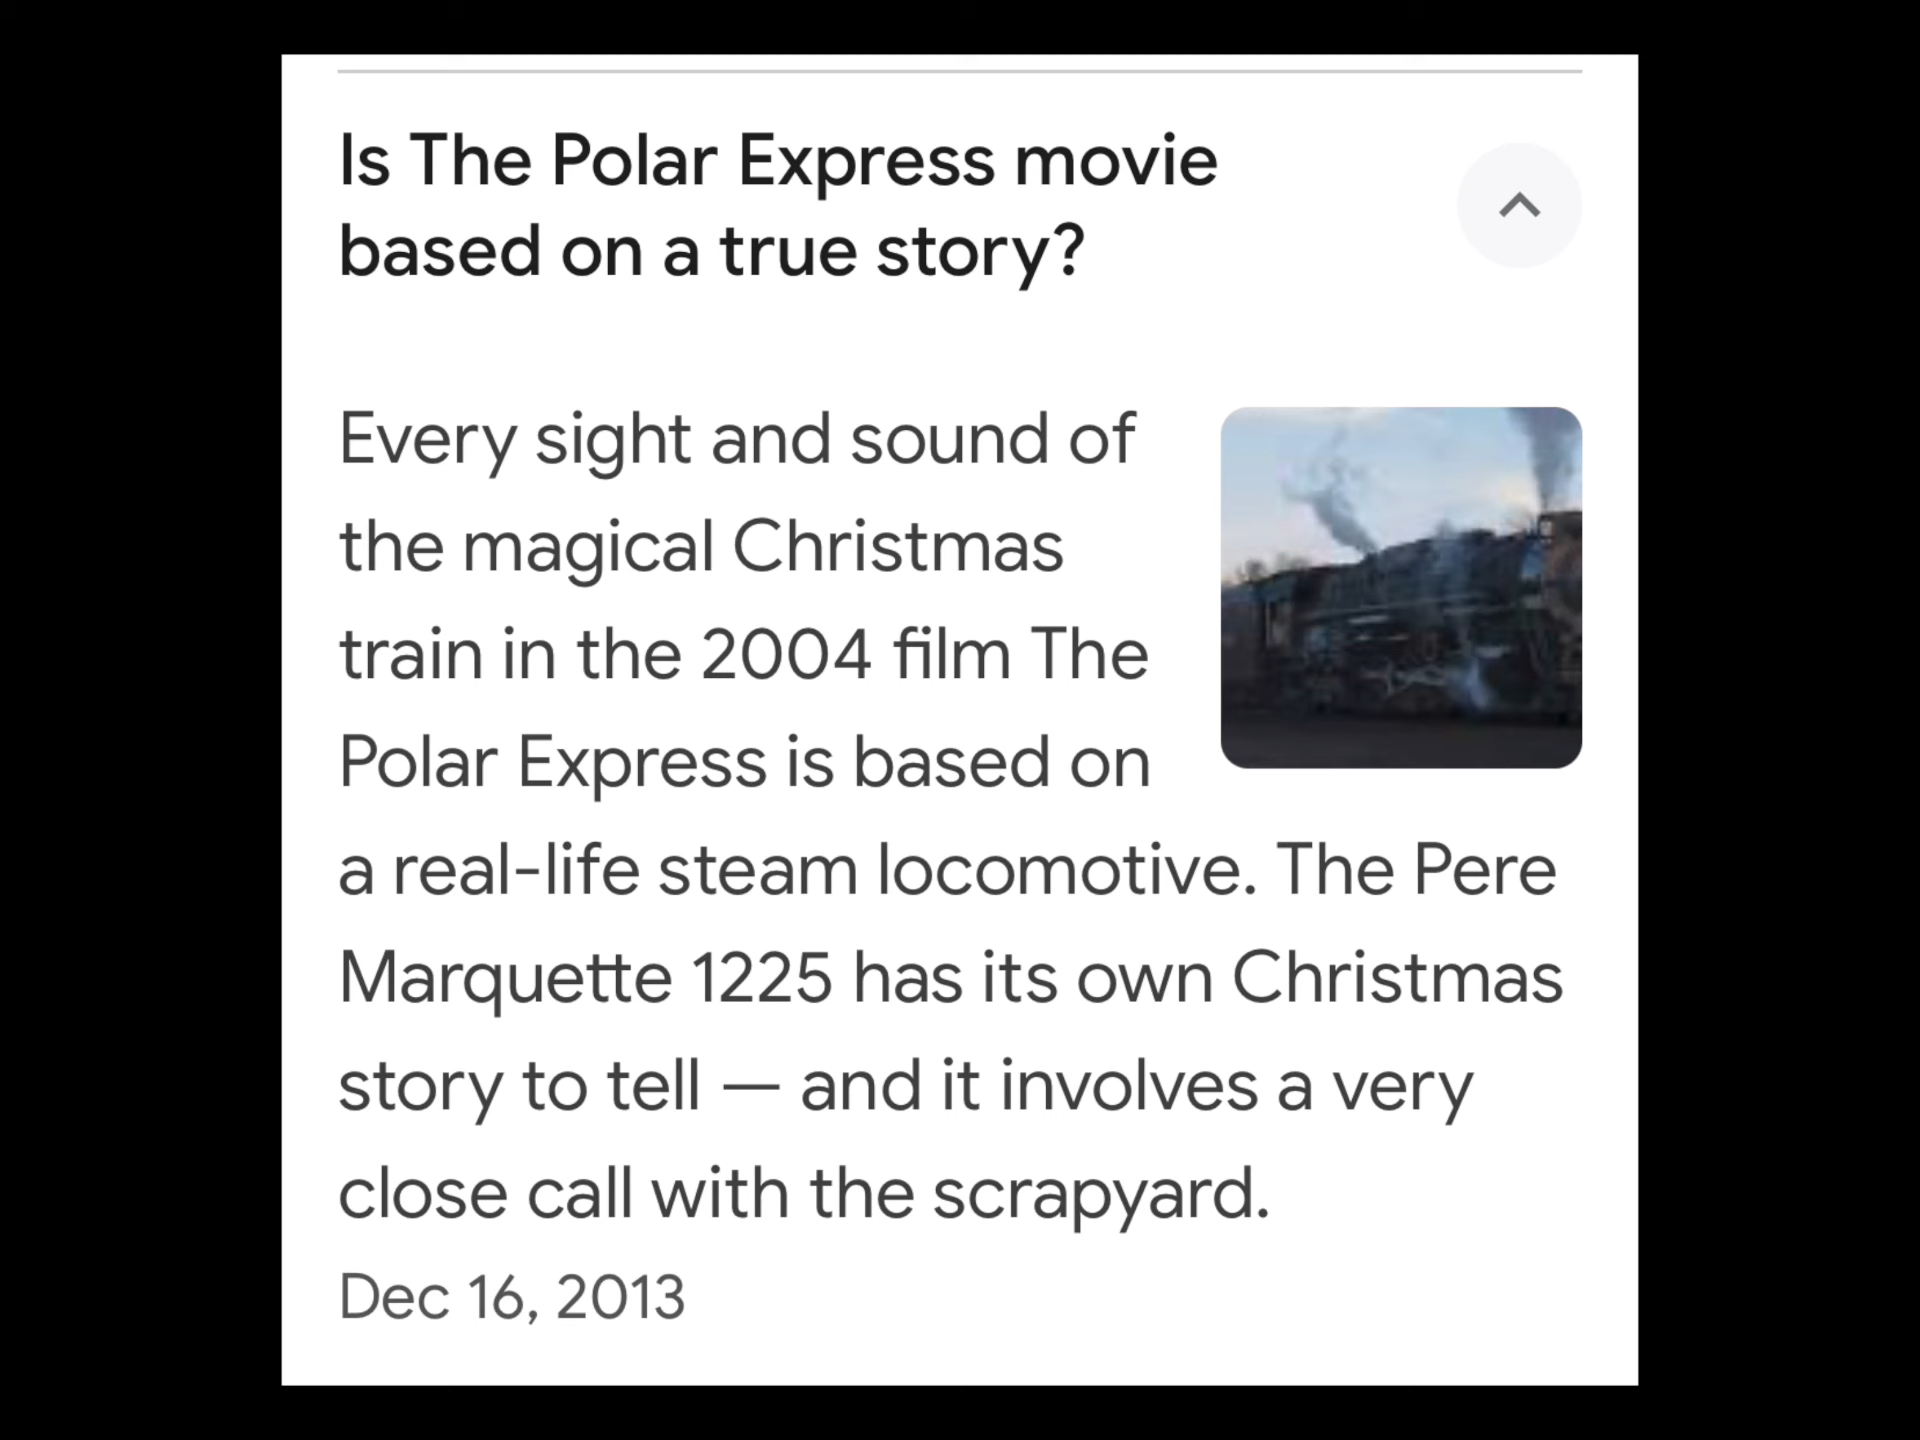 Is The Polar Express movie
based on a true story?
Every sight and sound of
the magical Christmas
train in the 2004 film The
Polar Express is based on
a real-life steam locomotive. The Pere
Marquette 1225 has its own Christmas
story to tell — and it involves a very
close call with the scrapyard.
Dec 16, 2013